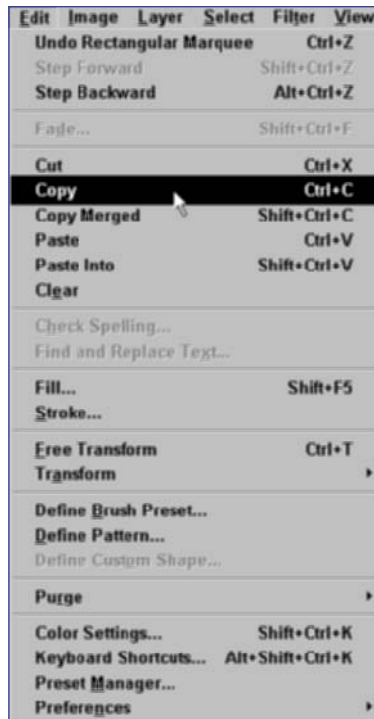 Edit Image Layer Select Filter View
Undo Rectangular Marquee Ctrl+Z
Step Forward Shift+Ctrl+Z
Step Backward Alt+Ctrl+Z
Fade... Shift+Ctrl+F
Cut Ctrl+X
Copy Ctrl+C
Copy Merged Shift+Ctrl+C
Paste Ctrl+V
Paste Into Shift+Ctrl+V
Clear
Check Spelling...
Find and Replace Text...
Fill... Shift+F5
Stroke...
Free Transform Ctrl+T
Transform
Define Brush Preset...
Define Pattern...
Define Custom Shape...
Purge
Color Settings... Shift+Ctrl+K
Keyboard Shortcuts... Alt+Shift+Ctrl+K
Preset Manager...
Preferences